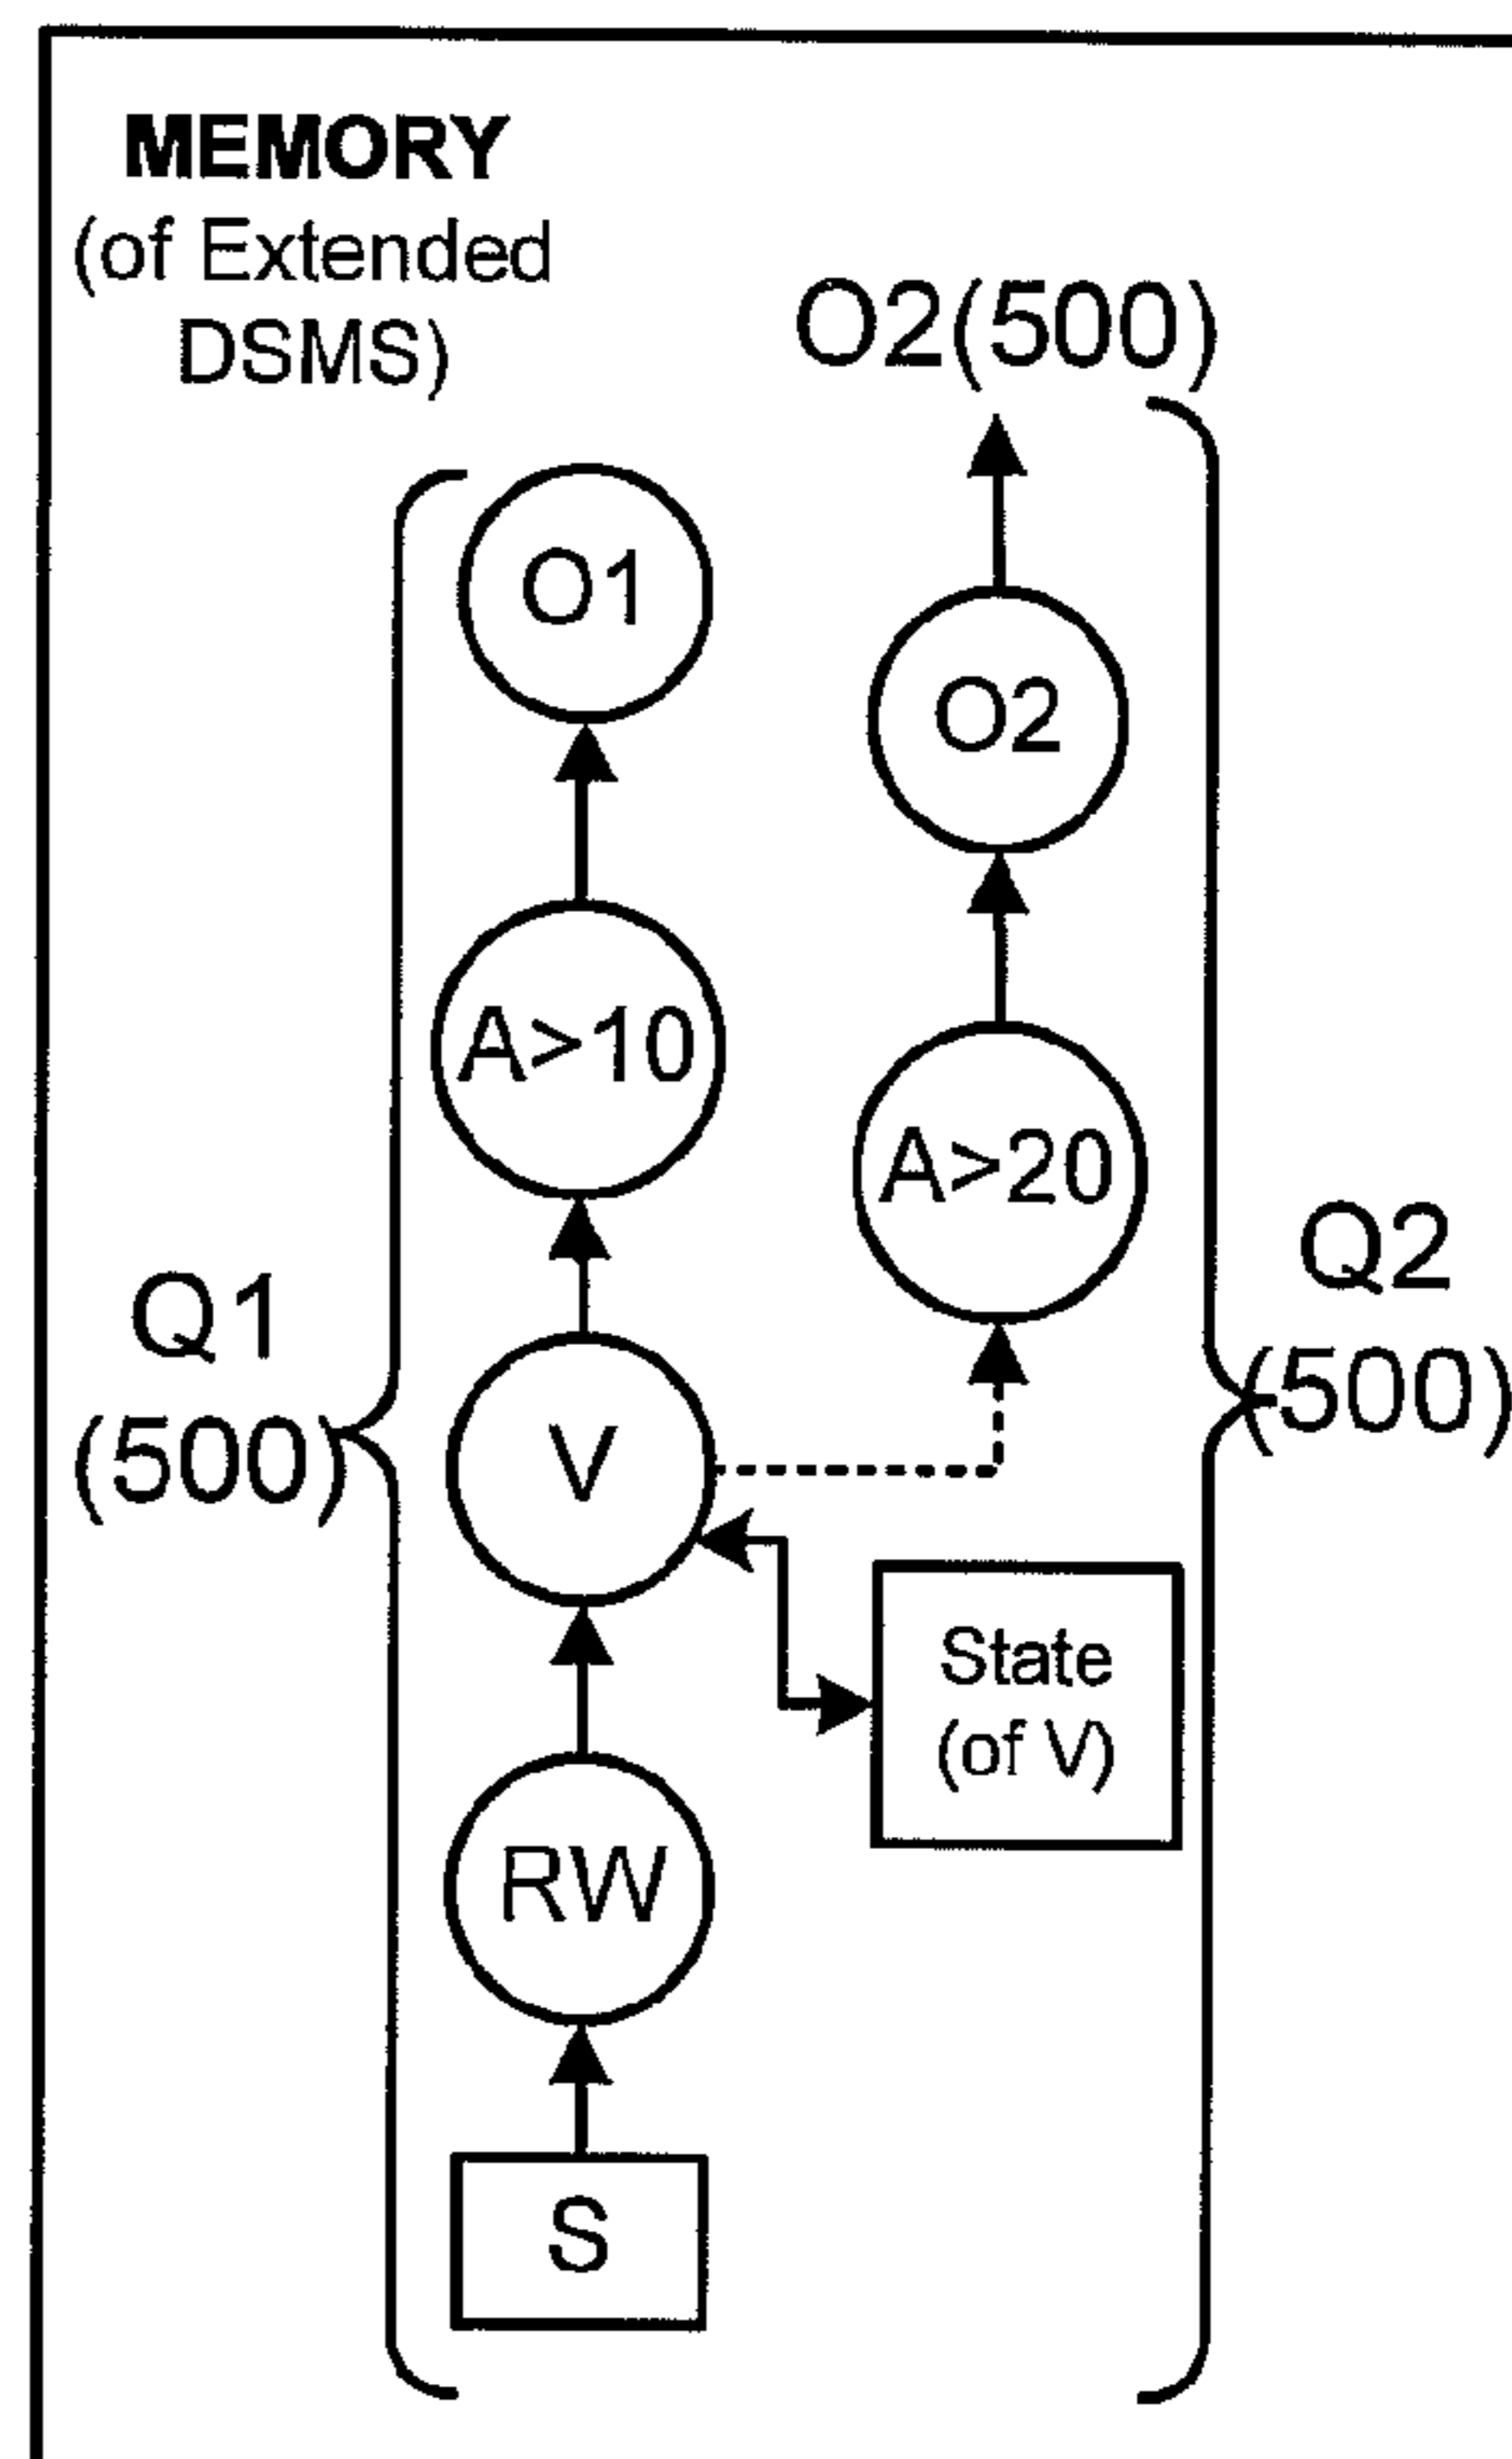 MEMORY
(of Extended
DSMS)
O2(500)
O1
O2
A>10
A>20
Q1
(500)
Q2
(500)
V
State
(of V)
RW
S